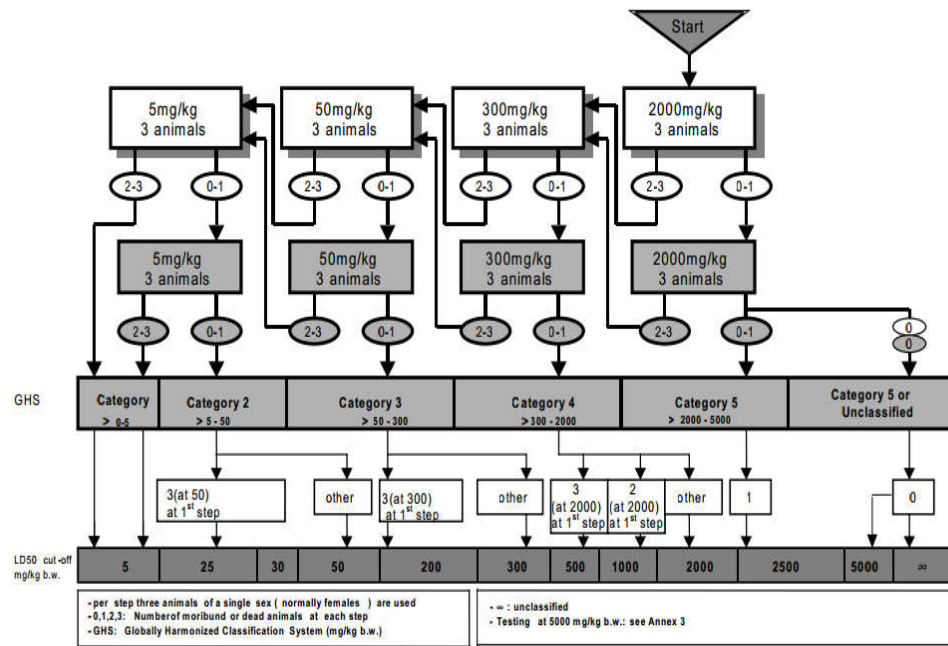 Start
5mg/kg
3 animals
50mg/kg
3 animals
300mg/kg
3 animals
2000mg/kg
3 animals
2-3
0-1
2-3
0-1
2-3
0-1
2-3
0-1
5mg/kg
3 animals
50mg/kg
3 animals
300mg/kg
3 animals
2000mg/kg
3 animals
2-3
0-1
2-3
0-1
2-3
0-1
2-3
0-1
0
0
GHS
Category
> 0-5
Category 2
> 5 - 50
Category 3
> 50 - 300
Category 4
>300 - 2000
Category 5
> 2000 - 5000
Category 5 or
Unclassified
3(at 50)
at 1st step
other
3(at 300)
at 1st step
other
3
(at 2000)
at 1st step
2
(at 2000)
at 1st step
other
1
0
LD50 cut-off
mg/kg b.w.
5
25
30
50
200
300
500
1000
2000
2500
5000
∞
- per step three animals of a single sex ( normally females ) are used
- 0,1,2,3: Numberof moribund or dead animals at each step
- GHS: Globally Harmonized Classification System (mg/kg b.w.)
- ∞ : unclassified
- Testing at 5000 mg/kg b.w.: see Annex 3